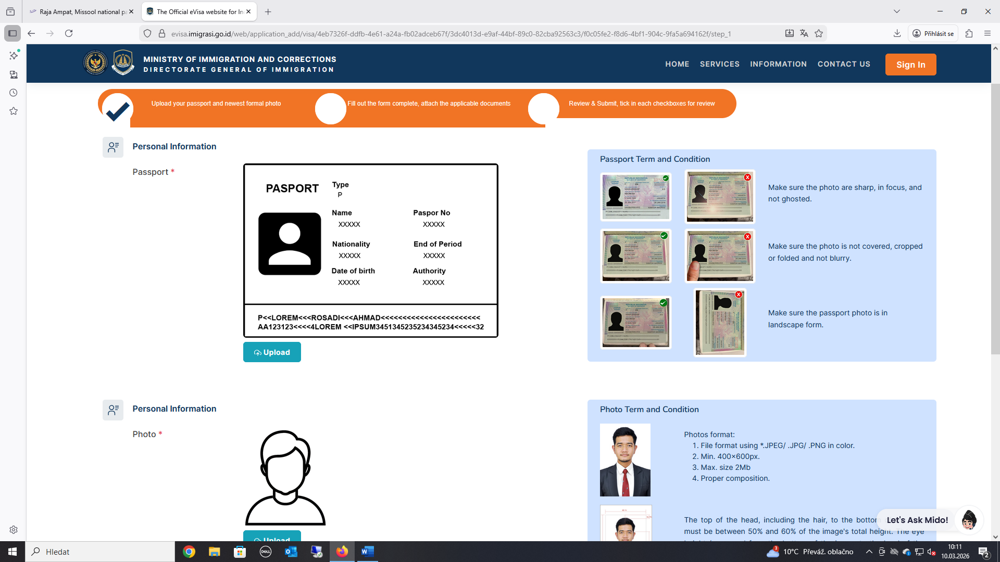 Raja Ampat, Missool national pa
The Official eVisa website for In
evisa.imigrasi.go.id/web/application_add/visa/4eb7326f-ddfb-4e61-a24a-fb02adceb67f/3dc4013d-e9af-44bf-89c0-82cba92563c3/f0c05fe2-f8d6-4bf1-904c-9fa5a694162f/step_1
Přihlásit se
MINISTRY OF IMMIGRATION AND CORRECTIONS
DIRECTORATE GENERAL OF IMMIGRATION
HOME SERVICES INFORMATION CONTACT US
Sign In
Upload your passport and newest formal photo
Fill out the form complete, attach the applicable documents
Review & Submit, tick in each checkboxes for review
Personal Information
Passport *
PASPORT
Type
P
Name
XXXXX
Paspor No
XXXXX
Nationality
XXXXX
End of Period
XXXXX
Date of birth
XXXXX
Authority
XXXXX
P<<LOREM<<<ROSADI<<<AHMAD<<<<<<<<<<<<<<<<<<<<<<<
AA123123<<<<4LOREM <<IPSUM3451345235234345234<<<<<32
Upload
Passport Term and Condition
Make sure the photo are sharp, in focus, and
not ghosted.
Make sure the photo is not covered, cropped
or folded and not blurry.
Make sure the passport photo is in
landscape form.
Personal Information
Photo *
Upload
Photo Term and Condition
Photos format:
1. File format using *.JPEG/ .JPG/ .PNG in color.
2. Min. 400x600px.
3. Max. size 2Mb
4. Proper composition.
The top of the head, including the hair, to the bottom
must be between 50% and 60% of the image's total height. The eye
Let's Ask Mido!
Hledat
DELL
3
10°C Převáž. oblačno
10:11
10.03.2026
2